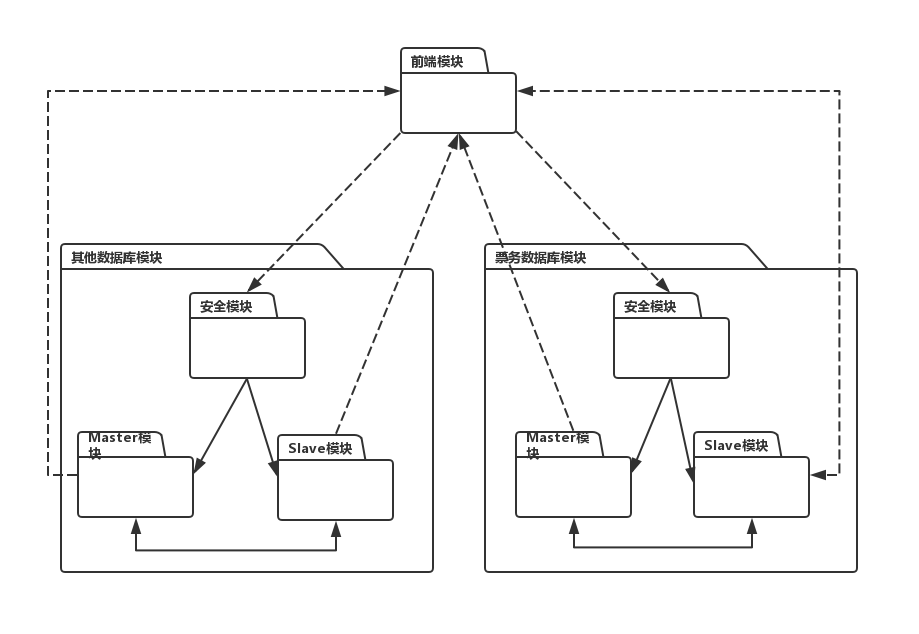 前端模块
其他数据库模块
安全模块
Master模
块
Slave模块
票务数据库模块
安全模块
Master模
块
Slave模块